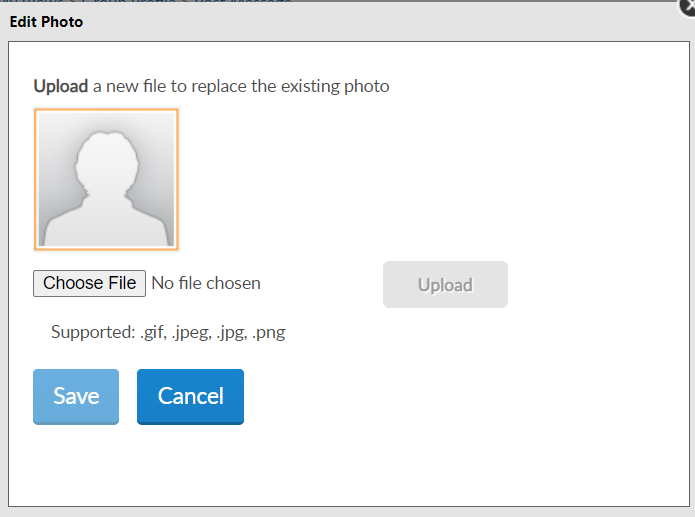 Edit Photo
Upload a new file to replace the existing photo
Choose File No file chosen
Upload
Supported: .gif, .jpeg, .jpg, .png
Save
Cancel